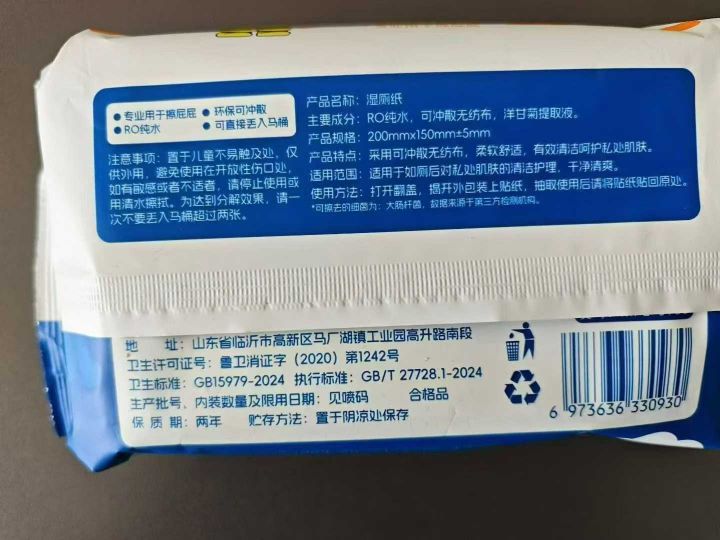 专业用于擦屁屁
环保可冲散
RO纯水
可直接丢入马桶
注意事项：置于儿童不易触及处，仅
供外用，避免使用在开放性伤口处，
如有敏感或者不适者，请停止使用或
用清水擦拭。为达到分解效果，请一
次不要丢入马桶超过两张。
产品名称：湿厕纸
主要成分：RO纯水，可冲散无纺布，洋甘菊提取液。
产品规格：200mmx150mm±5mm
产品特点：采用可冲散无纺布，柔软舒适，有效清洁呵护私处肌肤。
适用范围：适用于如厕后对私处肌肤的清洁护理，干净清爽。
使用方法：打开翻盖，揭开外包装上贴纸，抽取使用后请将贴纸贴回原处。
*可擦去的细菌为：大肠杆菌，数据来源于第三方检测机构。
地 址：山东省临沂市高新区马厂湖镇工业园高升路南段
卫生许可证号：鲁卫消证字（2020）第1242号
卫生标准：GB15979-2024 执行标准：GB/T 27728.1-2024
生产批号、内装数量及限用日期：见喷码 合格品
保 质 期：两年 贮存方法：置于阴凉处保存
6 973636 330930